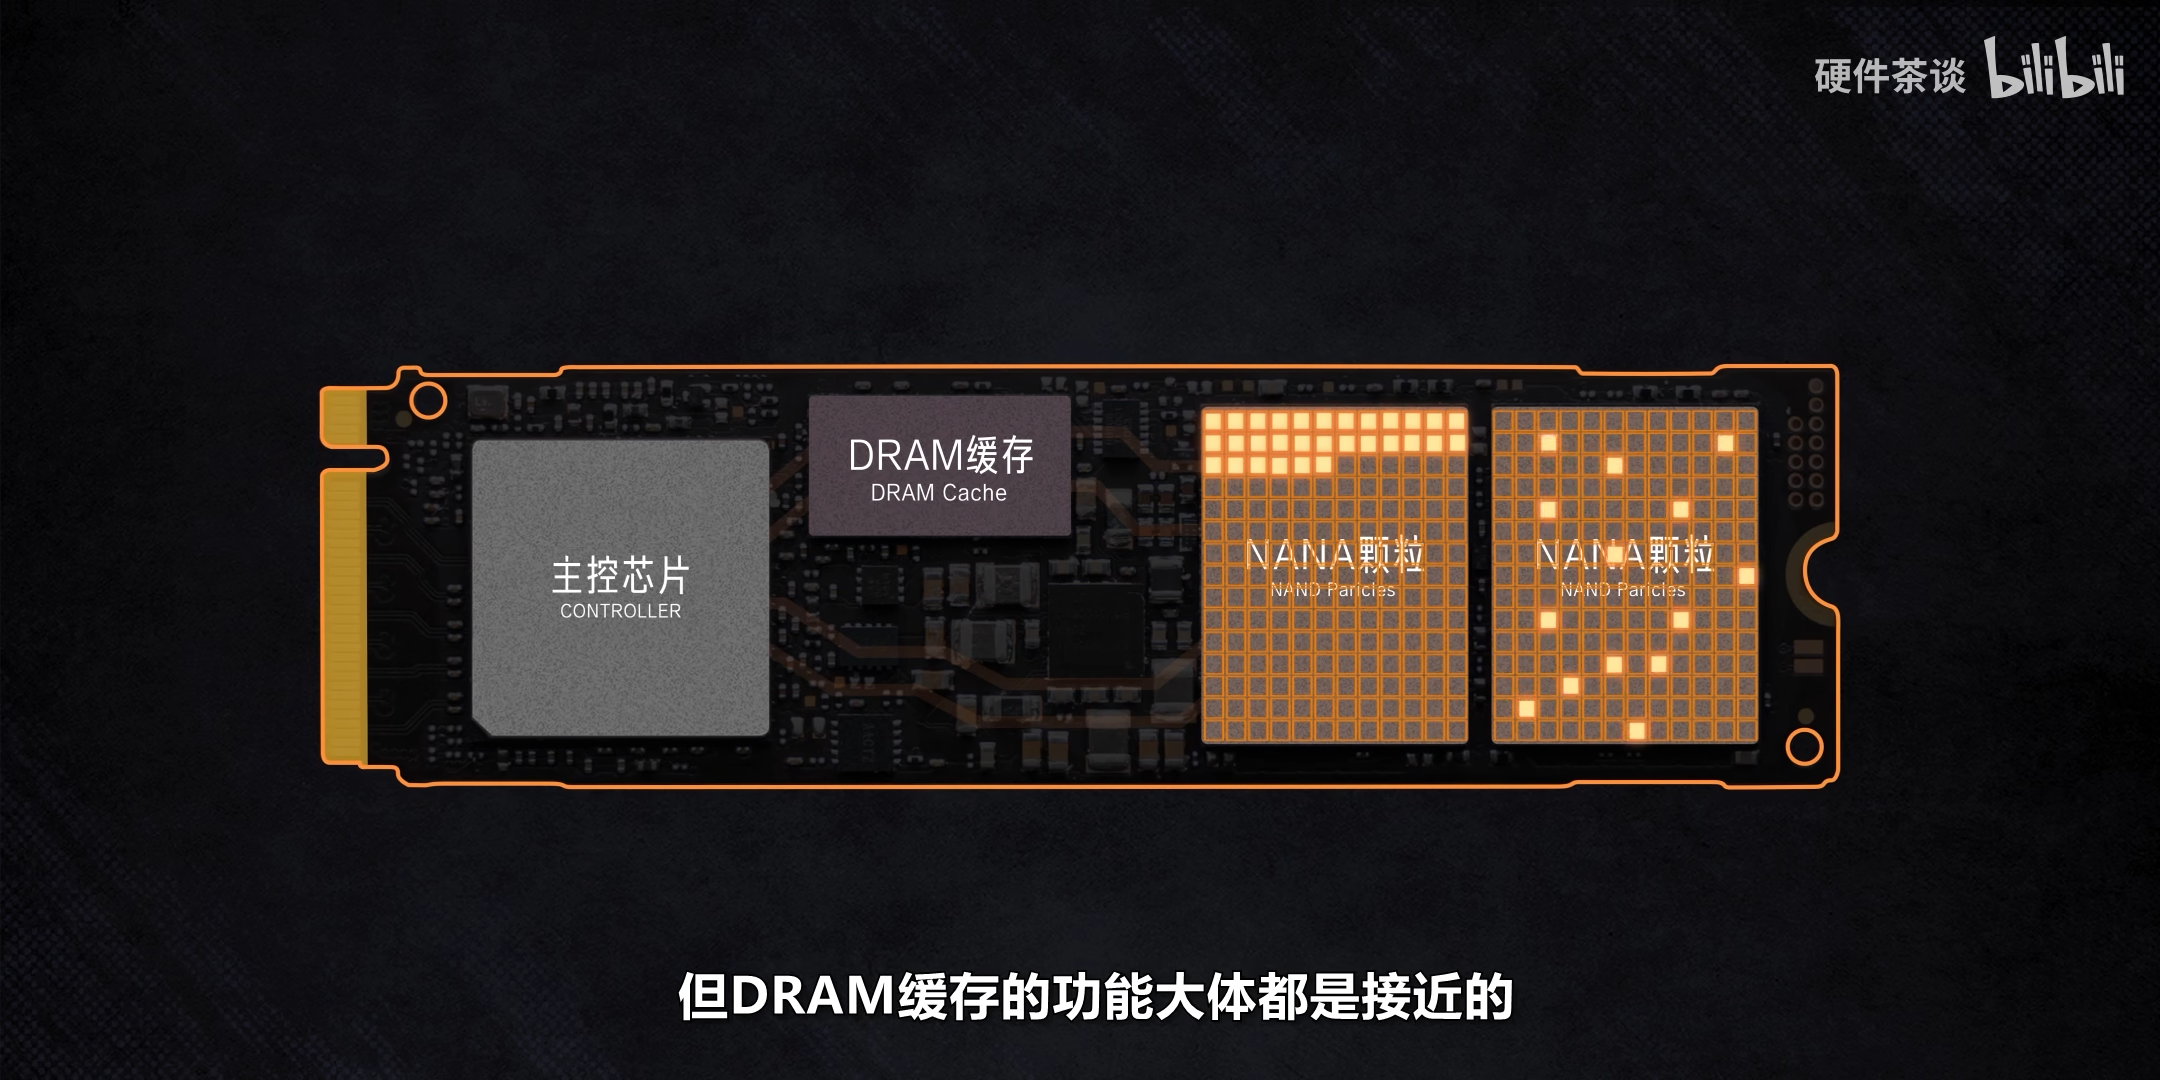 硬件茶谈 bilibili
DRAM缓存
DRAM Cache
主控芯片
CONTROLLER
NANA颗粒
NAND Paricles
NANA颗粒
NAND Paricles
但DRAM缓存的功能大体都是接近的